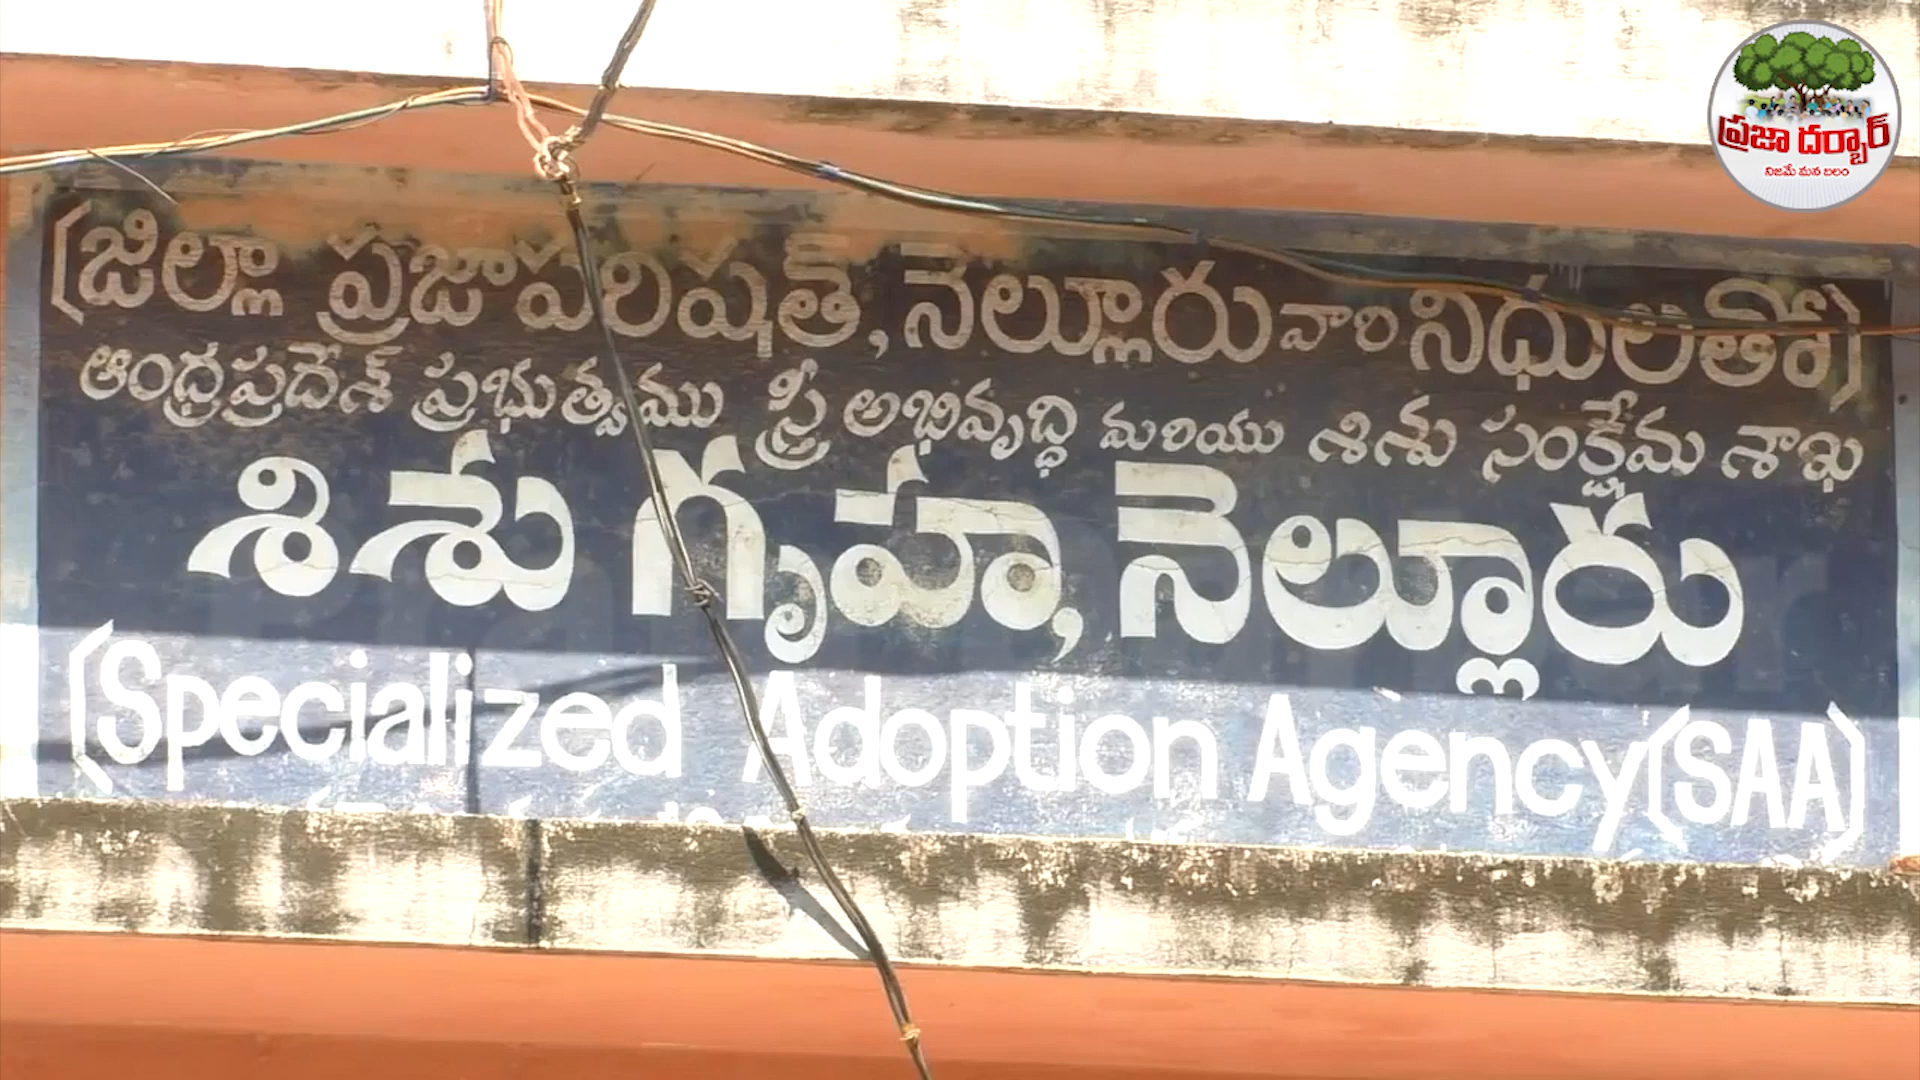 ప్రజా దర్బార్
నిజమే మన బలం
(జిల్లా ప్రజాపరిషత్, నెల్లూరు వారి నిధులతో)
ఆంధ్రప్రదేశ్ ప్రభుత్వము స్త్రీ అభివృద్ధి మరియు శిశు సంక్షేమ శాఖ
శిశు గృహ, నెల్లూరు
(Specialized Adoption Agency(SAA)